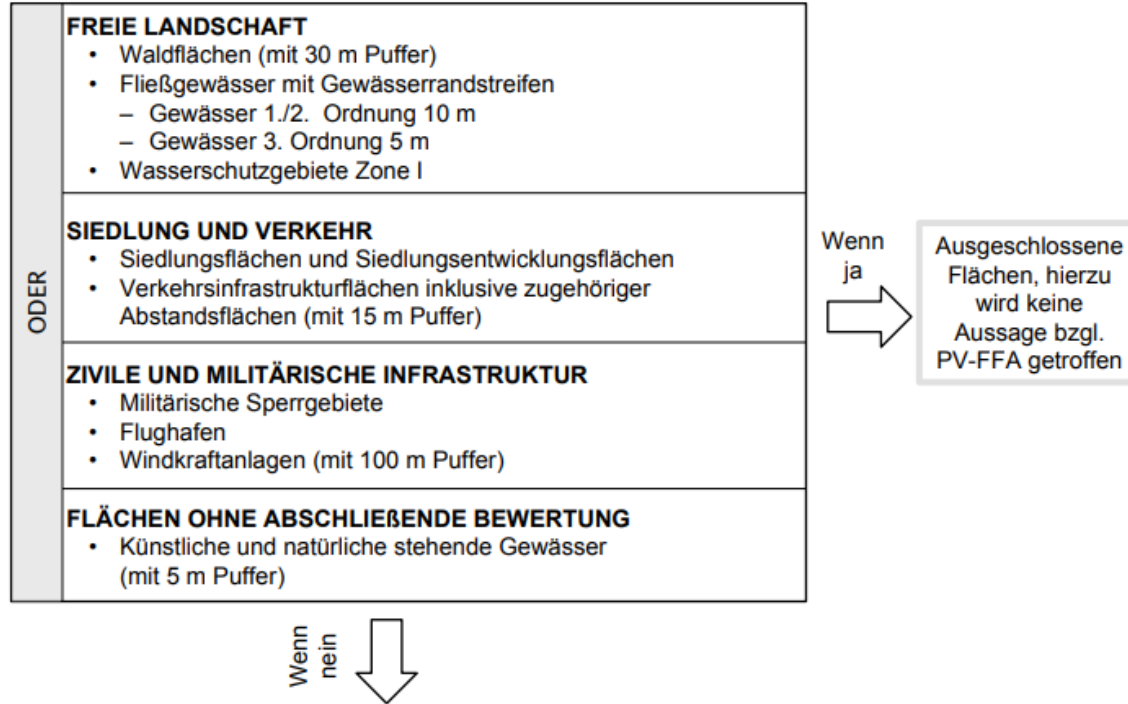 ODER
FREIE LANDSCHAFT
• Waldflächen (mit 30 m Puffer)
• Fließgewässer mit Gewässerrandstreifen
– Gewässer 1./2. Ordnung 10 m
– Gewässer 3. Ordnung 5 m
• Wasserschutzgebiete Zone I
SIEDLUNG UND VERKEHR
• Siedlungsflächen und Siedlungsentwicklungsflächen
• Verkehrsinfrastrukturflächen inklusive zugehöriger
Abstandsflächen (mit 15 m Puffer)
ZIVILE UND MILITÄRISCHE INFRASTRUKTUR
• Militärische Sperrgebiete
• Flughafen
• Windkraftanlagen (mit 100 m Puffer)
FLÄCHEN OHNE ABSCHLIEßENDE BEWERTUNG
• Künstliche und natürliche stehende Gewässer
(mit 5 m Puffer)
Wenn
ja
Ausgeschlossene
Flächen, hierzu
wird keine
Aussage bzgl.
PV-FFA getroffen
Wenn
nein